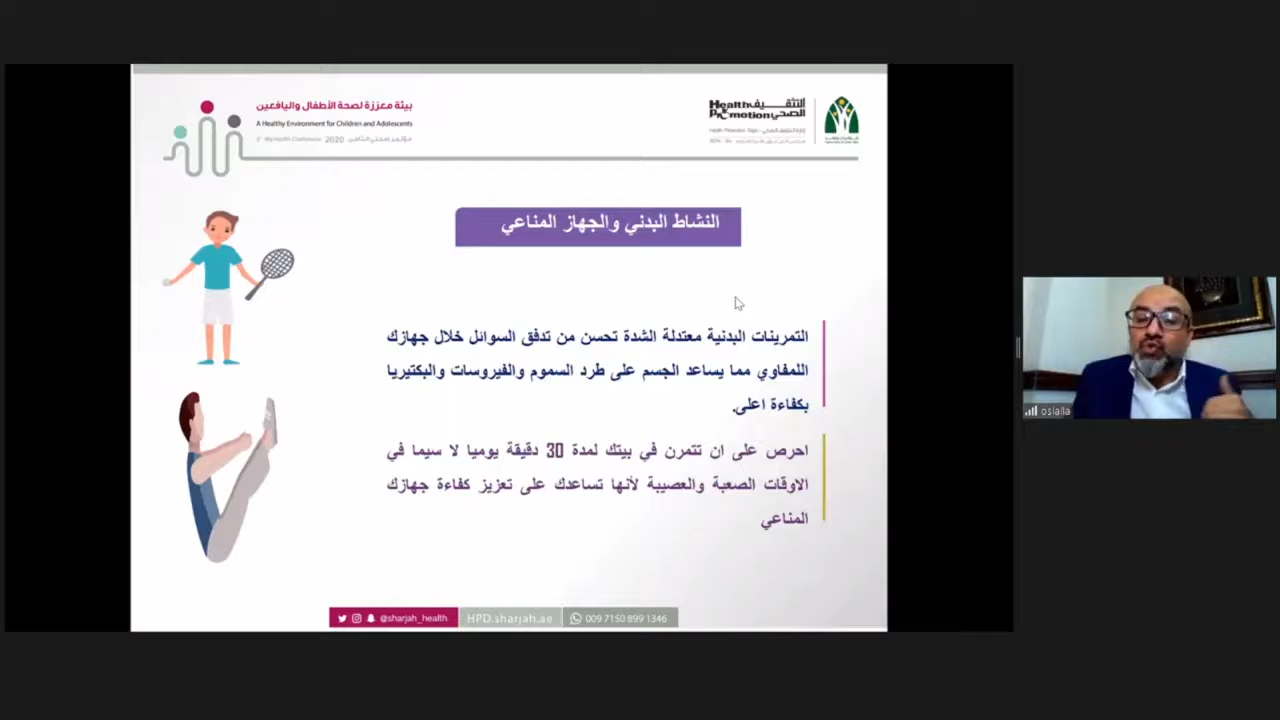 بيئة معززة لصحة الأطفال واليافعين
A Healthy Environment for Children and Adolescents
2020
التثقيف الصحي
Health Promotion
النشاط البدني والجهاز المناعي
التمرينات البدنية معتدلة الشدة تحسن من تدفق السوائل خلال جهازك
اللمفاوي مما يساعد الجسم على طرد السموم والفيروسات والبكتيريا
بكفاءة اعلى.
احرص على ان تتمرن في بيتك لمدة 30 دقيقة يوميا لا سيما في
الاوقات الصعبة والعصيبة لأنها تساعدك على تعزيز كفاءة جهازك
المناعي
@sharjah_health
HPD.sharjah.ae
009 7150 899 1346
oslalla